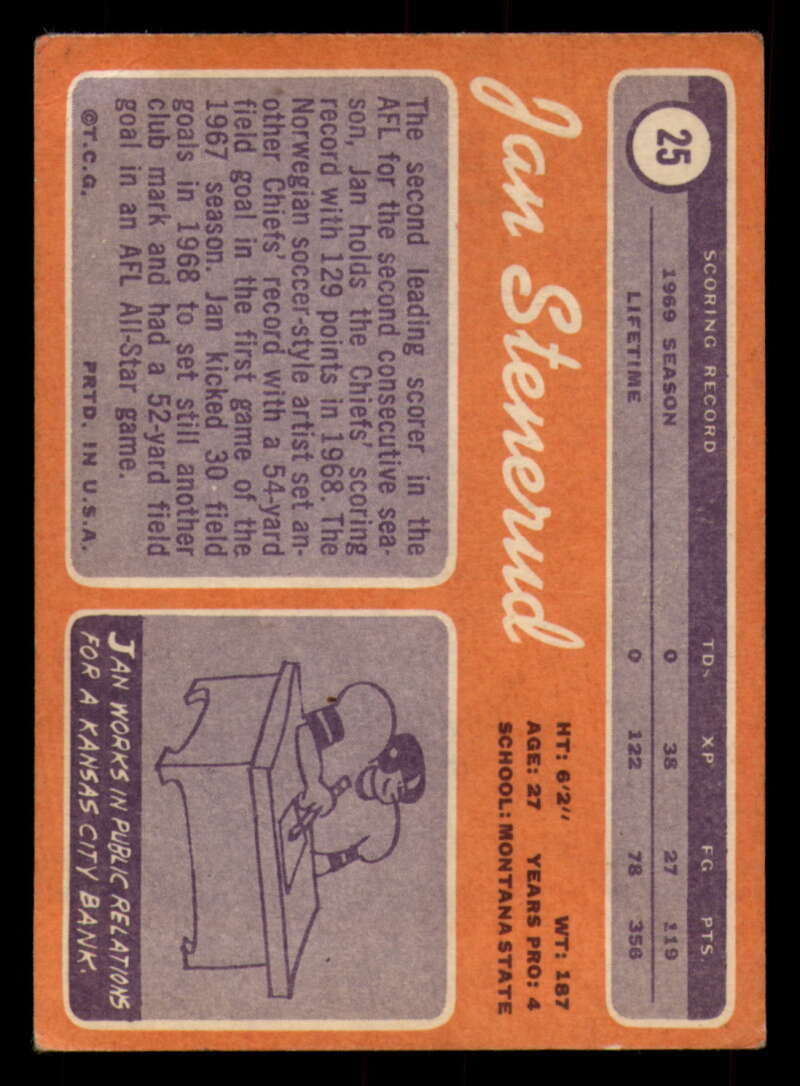 25
SCORING RECORD TDs XP FG PTS
1969 SEASON 0 38 27 119
LIFETIME 0 122 78 356
Jan Stenerud
HT: 6'2" WT: 187
AGE: 27 YEARS PRO: 4
SCHOOL: MONTANA STATE
The second leading scorer in the
AFL for the second consecutive sea-
son, Jan holds the Chiefs' scoring
record with 129 points in 1968. The
Norwegian soccer-style artist set an-
other Chiefs' record with a 54-yard
field goal in the first game of the
1967 season. Jan kicked 30 field
goals in 1968 to set still another
club mark and had a 52-yard field
goal in an AFL All-Star game.
©T.C.G. PRTD. IN U.S.A.
JAN WORKS IN PUBLIC RELATIONS
FOR A KANSAS CITY BANK.